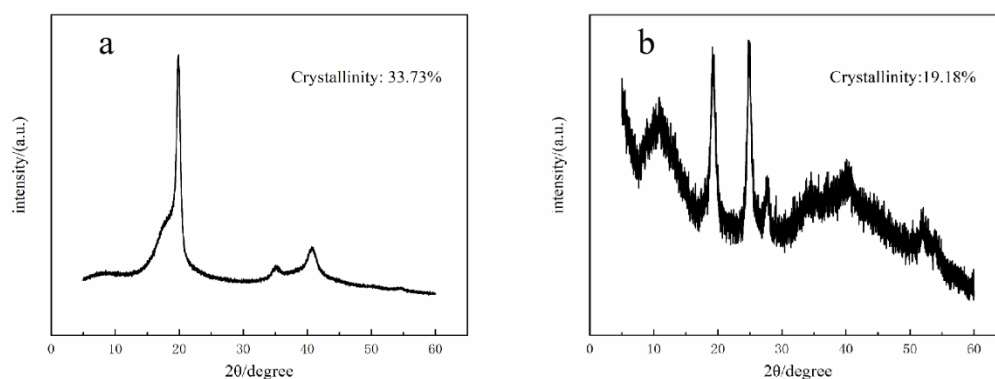 a
Crystallinity: 33.73%
intensity/(a.u.)
0 10 20 30 40 50 60
2θ/degree
b
Crystallinity:19.18%
intensity/(a.u.)
0 10 20 30 40 50 60
2θ/degree